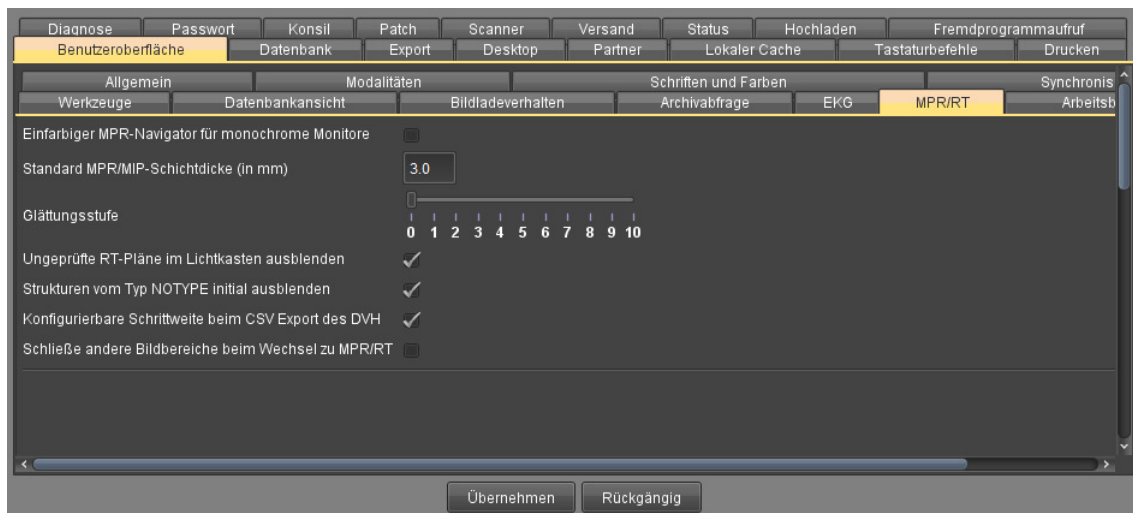 Diagnose Passwort Konsil Patch Scanner Versand Status Hochladen Fremdprogrammaufruf
Benutzeroberfläche Datenbank Export Desktop Partner Lokaler Cache Tastaturbefehle Drucken
Allgemein Modalitäten Schriften und Farben Synchronis
Werkzeuge Datenbankansicht Bildladeverhalten Archivabfrage EKG MPR/RT Arbeitsb
Einfarbiger MPR-Navigator für monochrome Monitore
Standard MPR/MIP-Schichtdicke (in mm) 3.0
Glättungsstufe
0 1 2 3 4 5 6 7 8 9 10
Ungeprüfte RT-Pläne im Lichtkasten ausblenden
Strukturen vom Typ NOTYPE initial ausblenden
Konfigurierbare Schrittweite beim CSV Export des DVH
Schließe andere Bildbereiche beim Wechsel zu MPR/RT
Übernehmen Rückgängig